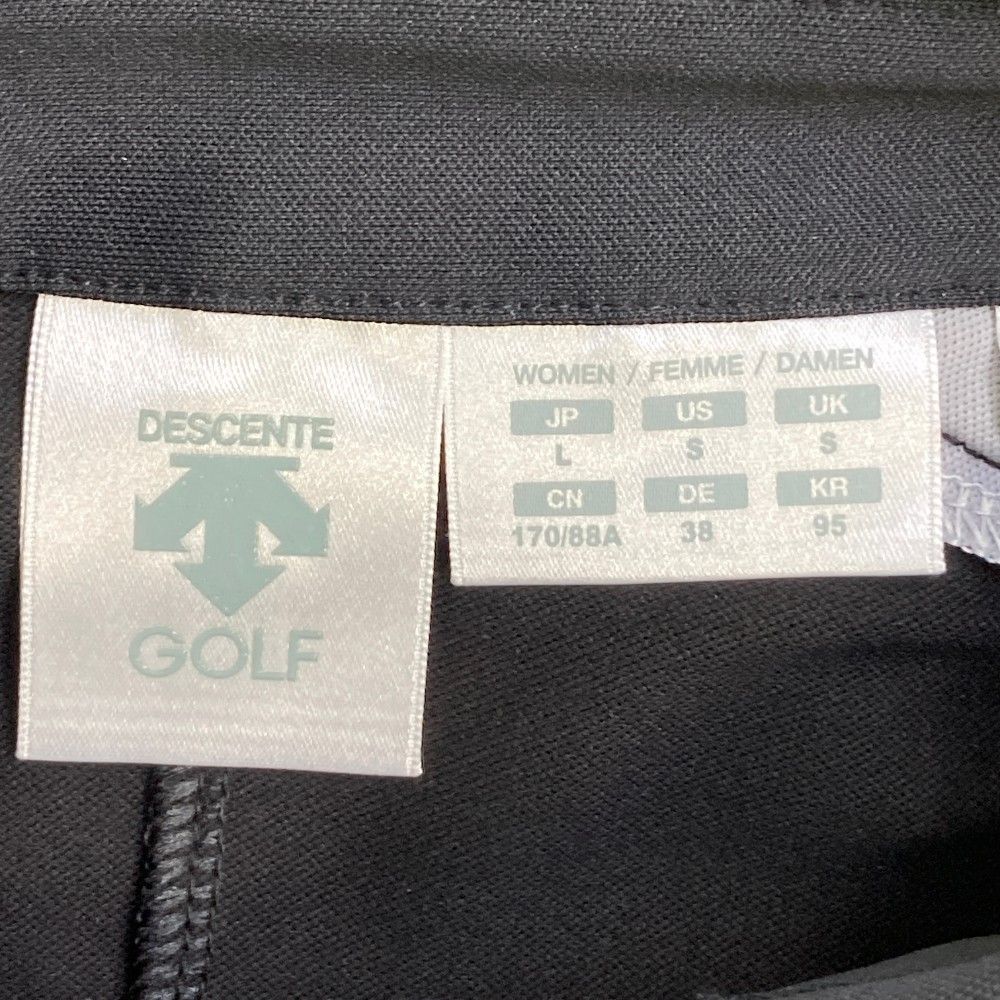 DESCENTE
GOLF
WOMEN / FEMME / DAMEN
JP US UK
L S S
CN DE KR
170/88A 38 95